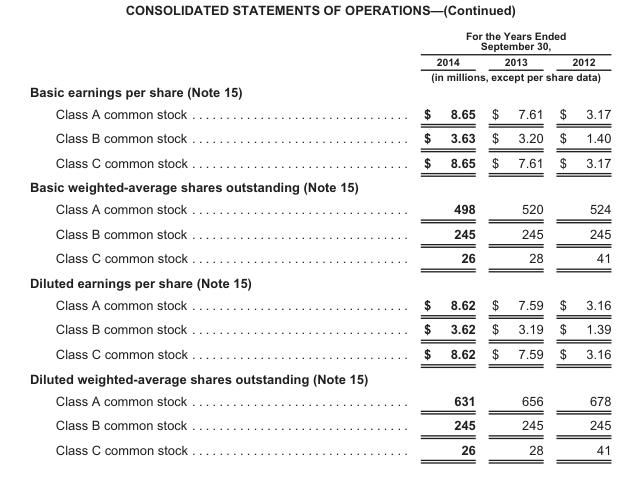 CONSOLIDATED STATEMENTS OF OPERATIONS—(Continued)
For the Years Ended
September 30,
2014 2013 2012
(in millions, except per share data)
Basic earnings per share (Note 15)
Class A common stock . . . . . . . . . . . . . . . . . . . . . . . . . . . . . . . $ 8.65 $ 7.61 $ 3.17
Class B common stock . . . . . . . . . . . . . . . . . . . . . . . . . . . . . . . $ 3.63 $ 3.20 $ 1.40
Class C common stock . . . . . . . . . . . . . . . . . . . . . . . . . . . . . . . $ 8.65 $ 7.61 $ 3.17
Basic weighted-average shares outstanding (Note 15)
Class A common stock . . . . . . . . . . . . . . . . . . . . . . . . . . . . . . . 498 520 524
Class B common stock . . . . . . . . . . . . . . . . . . . . . . . . . . . . . . . 245 245 245
Class C common stock . . . . . . . . . . . . . . . . . . . . . . . . . . . . . . . 26 28 41
Diluted earnings per share (Note 15)
Class A common stock . . . . . . . . . . . . . . . . . . . . . . . . . . . . . . . $ 8.62 $ 7.59 $ 3.16
Class B common stock . . . . . . . . . . . . . . . . . . . . . . . . . . . . . . . $ 3.62 $ 3.19 $ 1.39
Class C common stock . . . . . . . . . . . . . . . . . . . . . . . . . . . . . . . $ 8.62 $ 7.59 $ 3.16
Diluted weighted-average shares outstanding (Note 15)
Class A common stock . . . . . . . . . . . . . . . . . . . . . . . . . . . . . . . 631 656 678
Class B common stock . . . . . . . . . . . . . . . . . . . . . . . . . . . . . . . 245 245 245
Class C common stock . . . . . . . . . . . . . . . . . . . . . . . . . . . . . . . 26 28 41